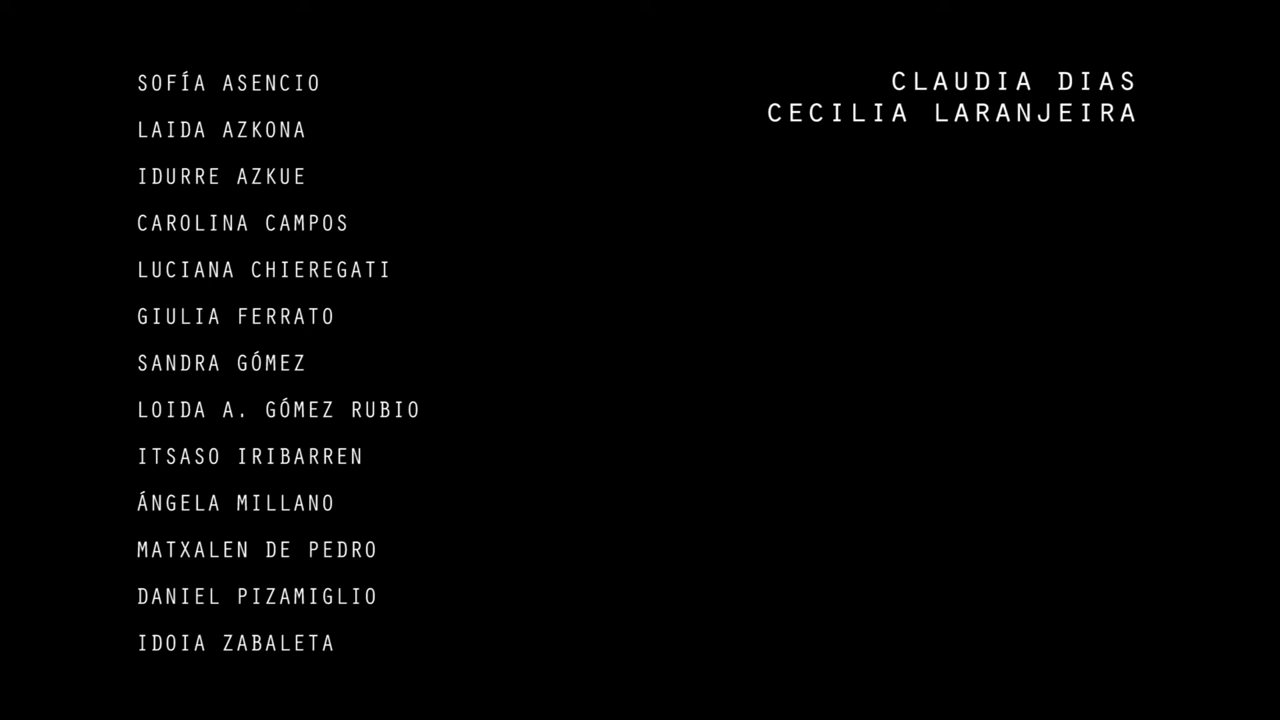 SOFÍA ASENCIO
LAIDA AZKONA
IDURRE AZKUE
CAROLINA CAMPOS
LUCIANA CHIEREGATI
GIULIA FERRATO
SANDRA GÓMEZ
LOIDA A. GÓMEZ RUBIO
ITSASO IRIBARREN
ÁNGELA MILLANO
MATXALEN DE PEDRO
DANIEL PIZAMIGLIO
IDOIA ZABALETA
CLAUDIA DIAS
CECILIA LARANJEIRA